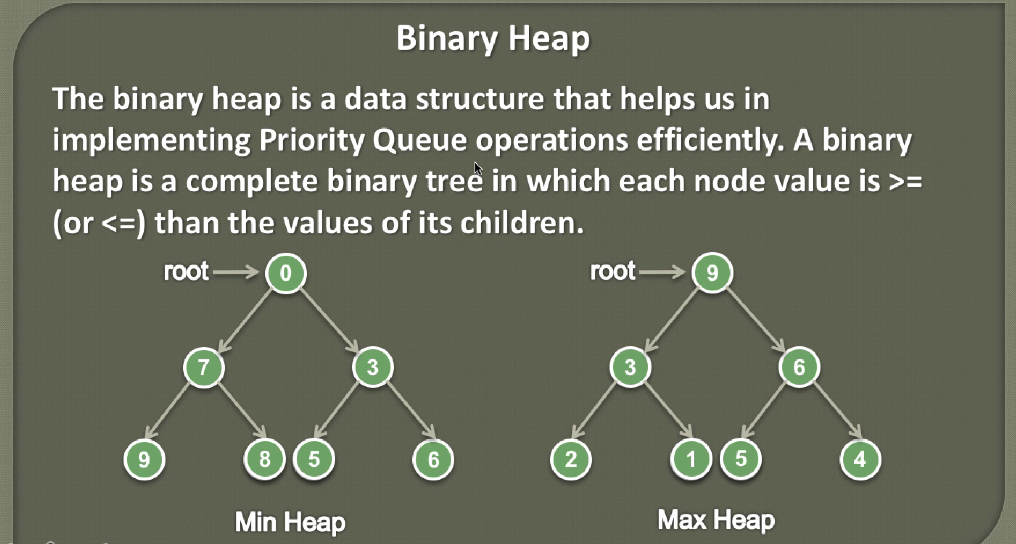 Binary Heap
The binary heap is a data structure that helps us in
implementing Priority Queue operations efficiently. A binary
heap is a complete binary tree in which each node value is >=
(or <=) than the values of its children.
root 0 root 9
7 3 3 6
9 8 5 6 2 1 5 4
Min Heap Max Heap